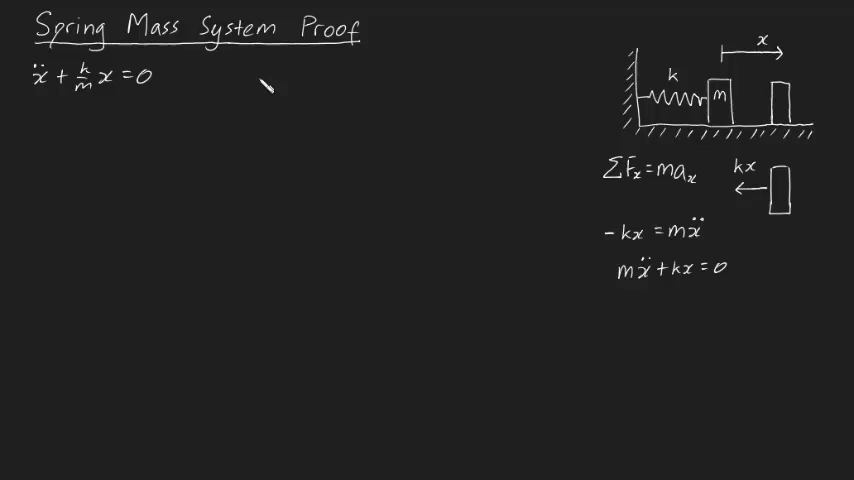 Spring Mass System Proof
ẍ + k/m x = 0
x
k
m
ΣFₓ = maₓ
kx
- kx = mẍ
mẍ + kx = 0